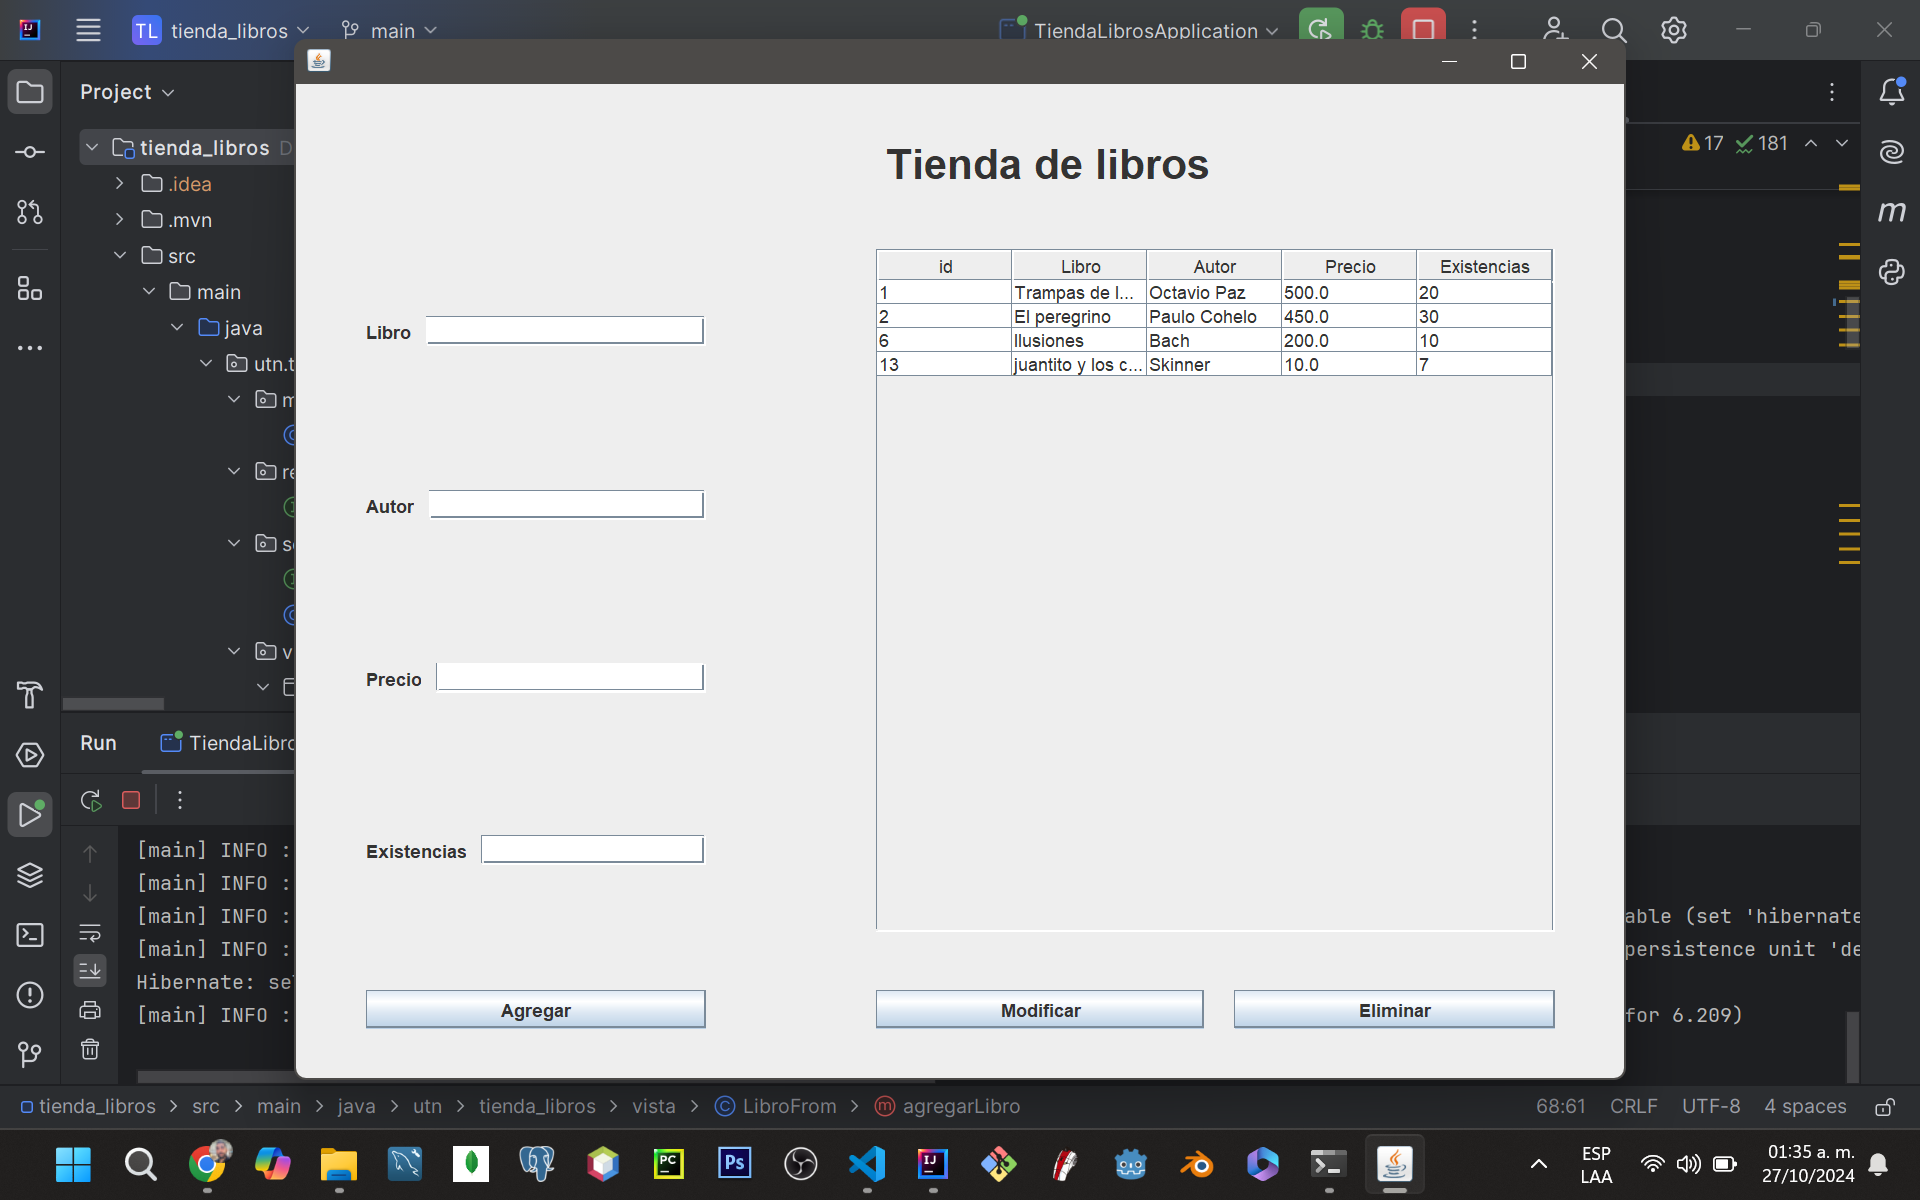 TL tienda_libros main TiendaLibrosApplication
Project
tienda_libros D
.idea
.mvn
src
main
java
utn.t
17 181
Tienda de libros
id Libro Autor Precio Existencias
1 Trampas de l... Octavio Paz 500.0 20
2 El peregrino Paulo Cohelo 450.0 30
6 Ilusiones Bach 200.0 10
13 juantito y los c... Skinner 10.0 7
Libro
Autor
Precio
Existencias
Agregar Modificar Eliminar
Run TiendaLibro
[main] INFO :
[main] INFO :
[main] INFO : able (set 'hibernate
[main] INFO : persistence unit 'de
Hibernate: se
[main] INFO : for 6.209)
tienda_libros > src > main > java > utn > tienda_libros > vista > LibroFrom > agregarLibro 68:61 CRLF UTF-8 4 spaces
ESP
LAA
01:35 a. m.
27/10/2024